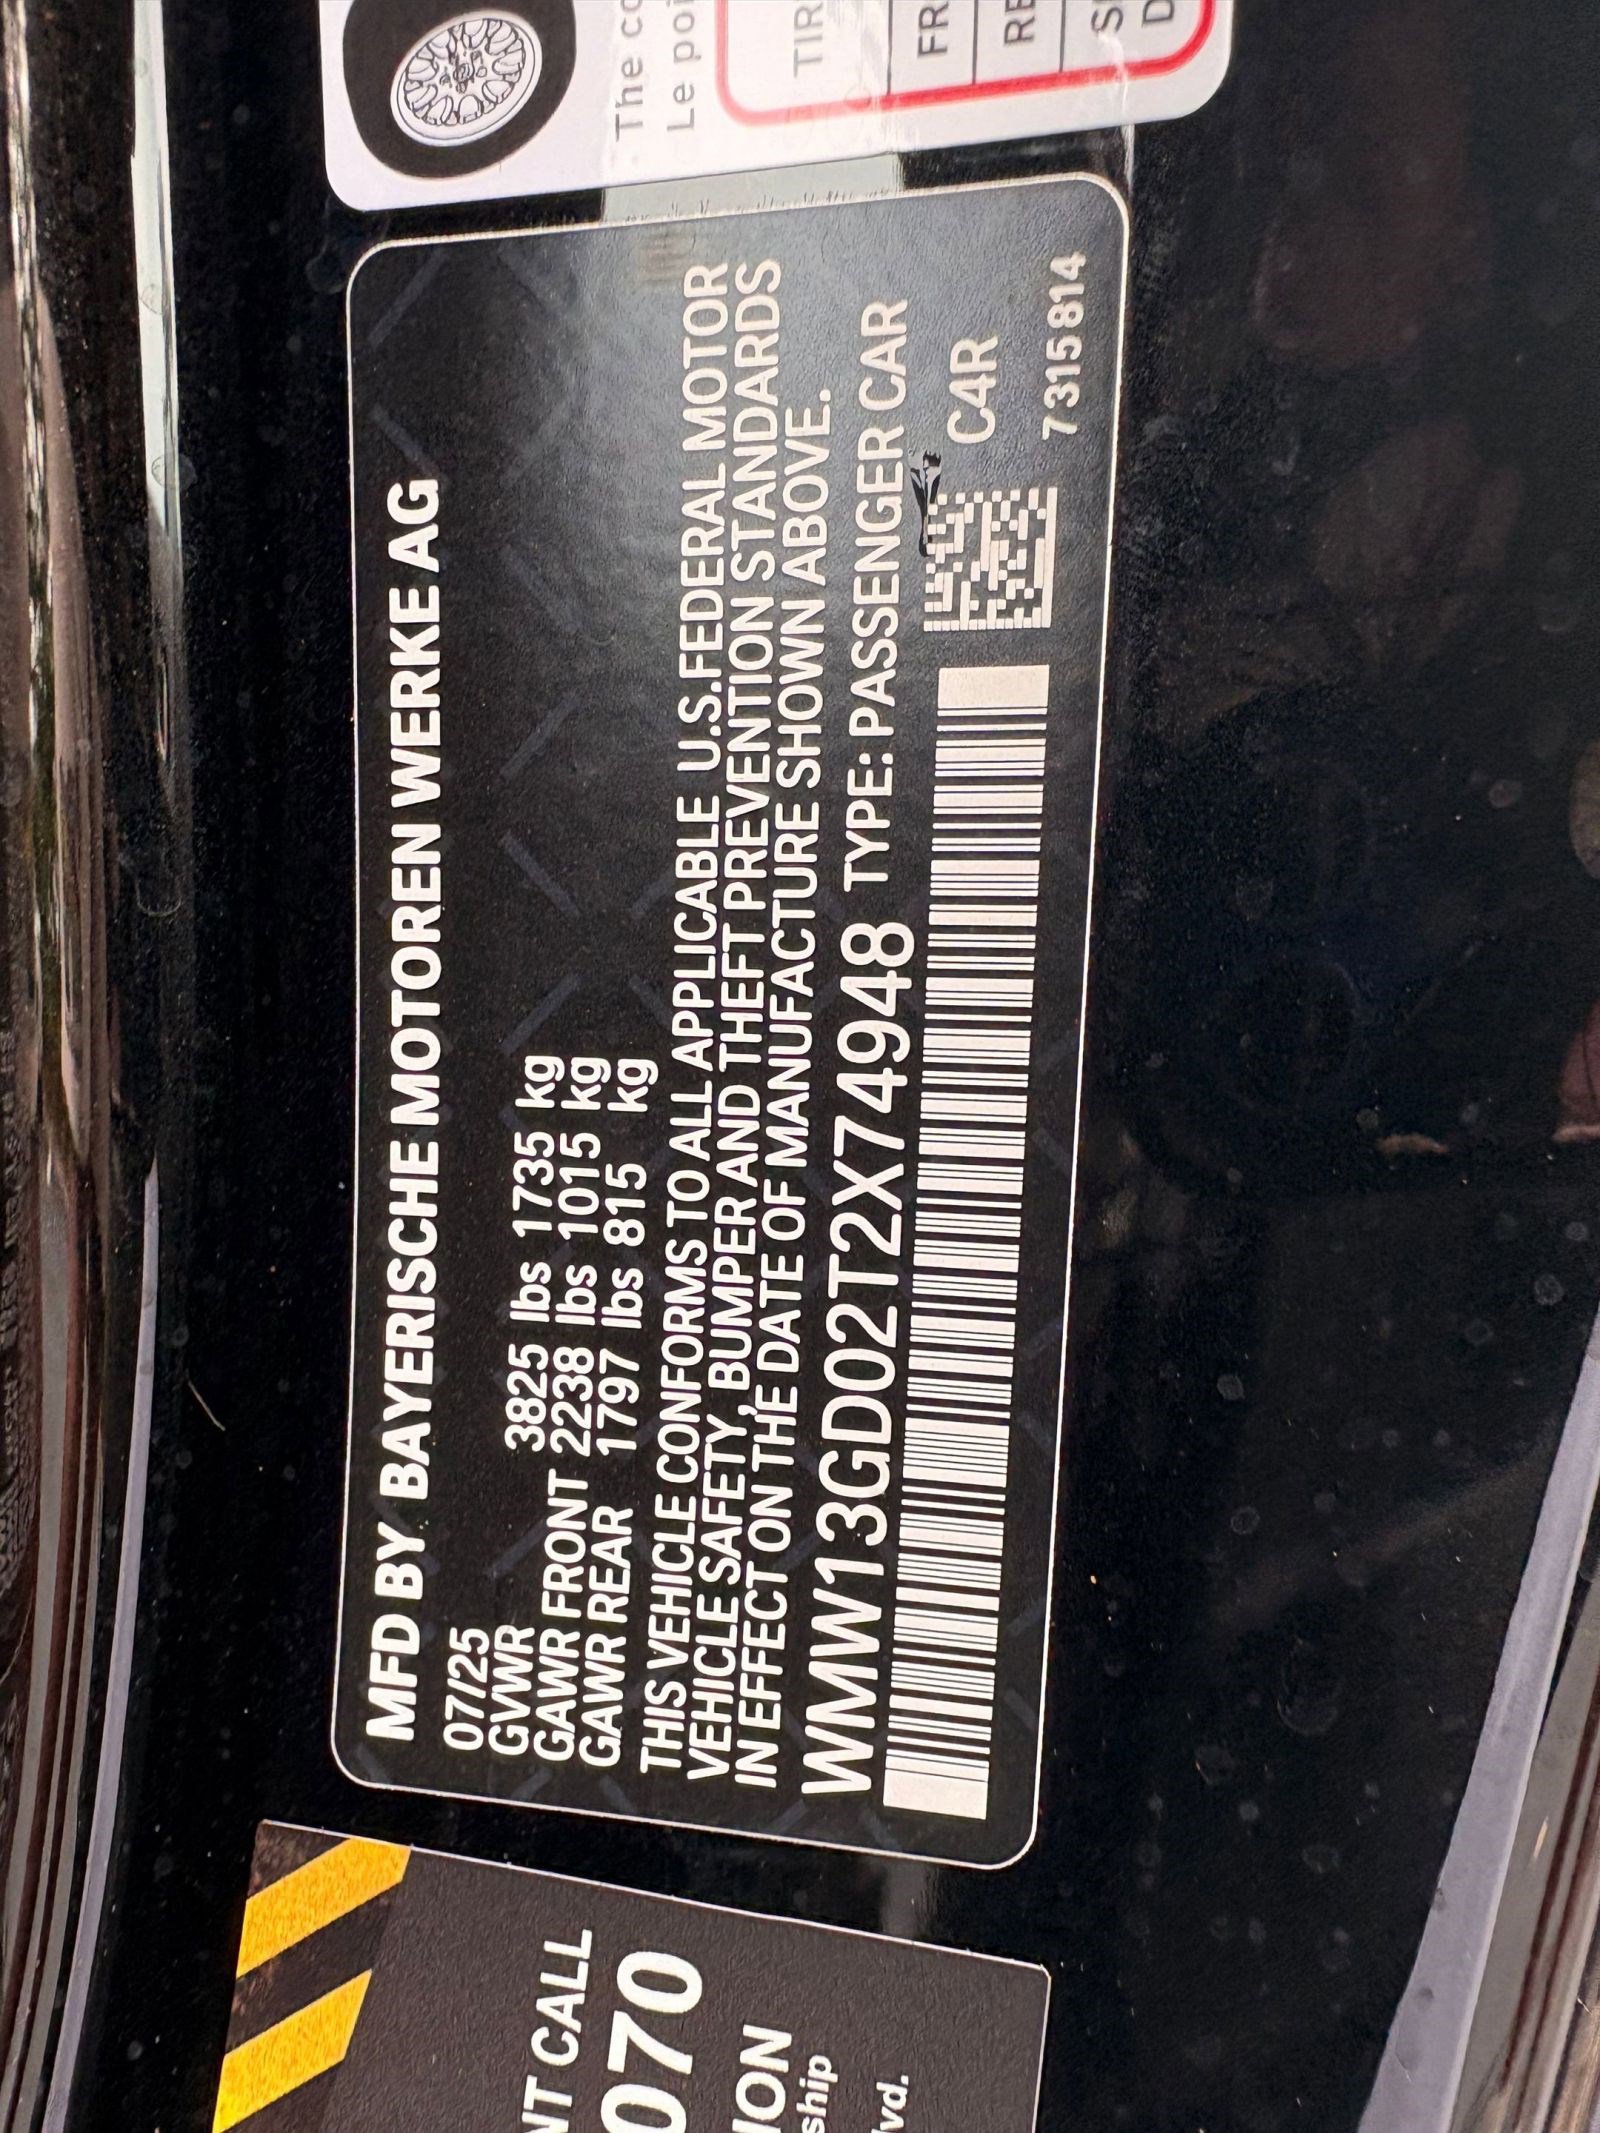 The co
Le poi
TIR
FR
RE
MFD BY BAYERISCHE MOTOREN WERKE AG
07/25
GVWR 3825 lbs 1735 kg
GAWR FRONT 2238 lbs 1015 kg
GAWR REAR 1797 lbs 815 kg
THIS VEHICLE CONFORMS TO ALL APPLICABLE U.S.FEDERAL MOTOR
VEHICLE SAFETY, BUMPER AND THEFT PREVENTION STANDARDS
IN EFFECT ON THE DATE OF MANUFACTURE SHOWN ABOVE.
WMW13GD02T2X74948 TYPE: PASSENGER CAR
C4R
7315814
NT CALL
070
ION
ship
lvd.